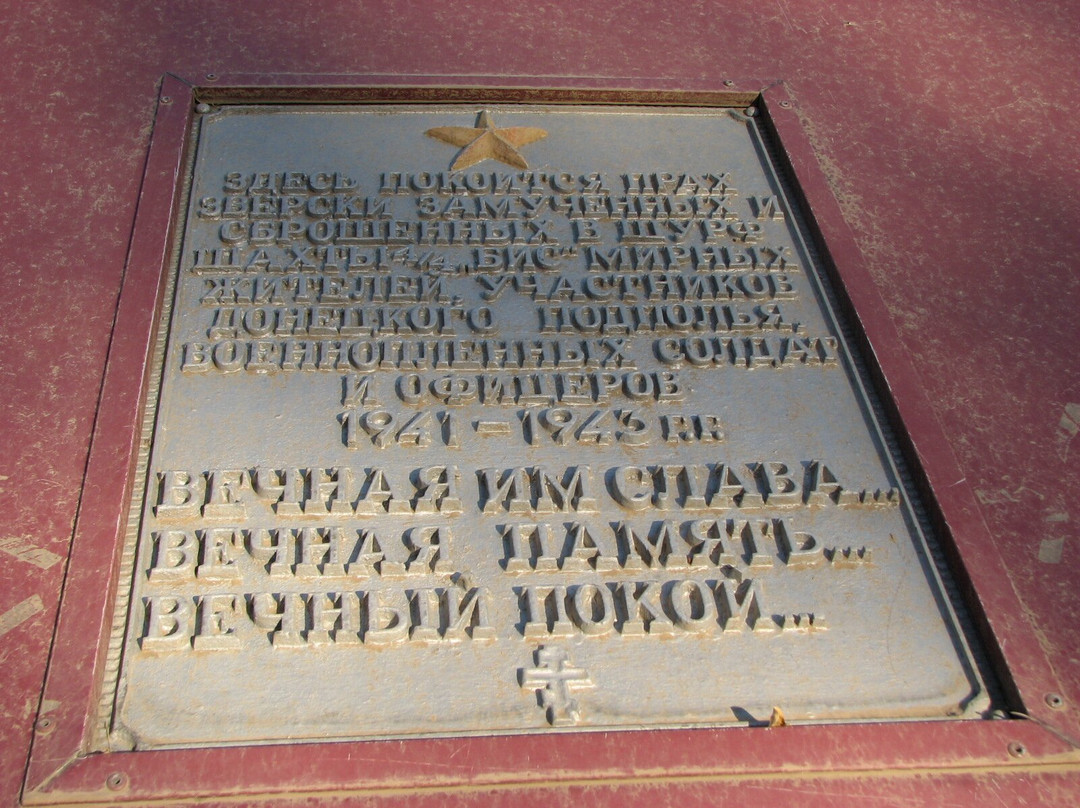 ЗДЕСЬ ПОКОИТСЯ ПРАХ
ЗВЕРСКИ ЗАМУЧЕННЫХ И
СБРОШЕННЫХ В ШУРФ
ШАХТЫ 4/4 „БИС“ МИРНЫХ
ЖИТЕЛЕЙ, УЧАСТНИКОВ
ДОНЕЦКОГО ПОДПОЛЬЯ,
ВОЕННОПЛЕННЫХ СОЛДАТ
И ОФИЦЕРОВ
1941 – 1943 г.г.
ВЕЧНАЯ ИМ СЛАВА...
ВЕЧНАЯ ПАМЯТЬ...
ВЕЧНЫЙ ПОКОЙ...